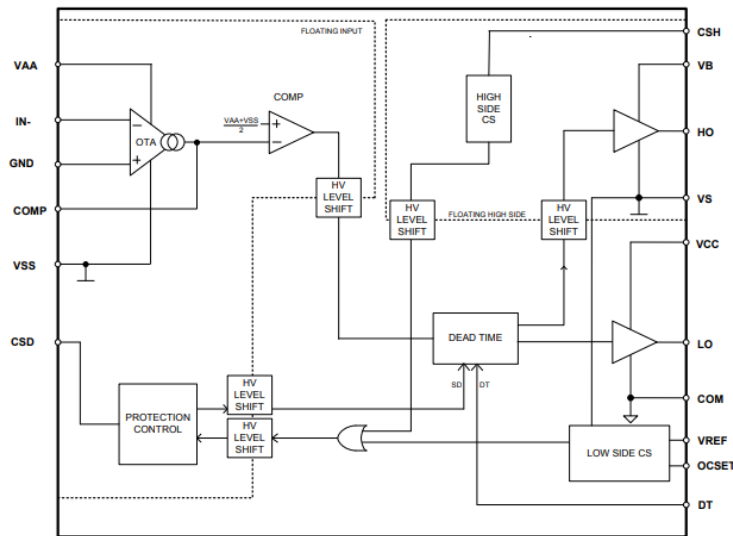 FLOATING INPUT
CSH
VAA
VB
COMP
HIGH
SIDE
CS
IN-
VAA+VSS
2
OTA
HO
GND
HV
LEVEL
SHIFT
COMP
HV
LEVEL
SHIFT
HV
LEVEL
SHIFT
VS
FLOATING HIGH SIDE
VCC
VSS
CSD
DEAD TIME
LO
SD
DT
HV
LEVEL
SHIFT
COM
PROTECTION
CONTROL
HV
LEVEL
SHIFT
LOW SIDE CS
VREF
OCSET
DT